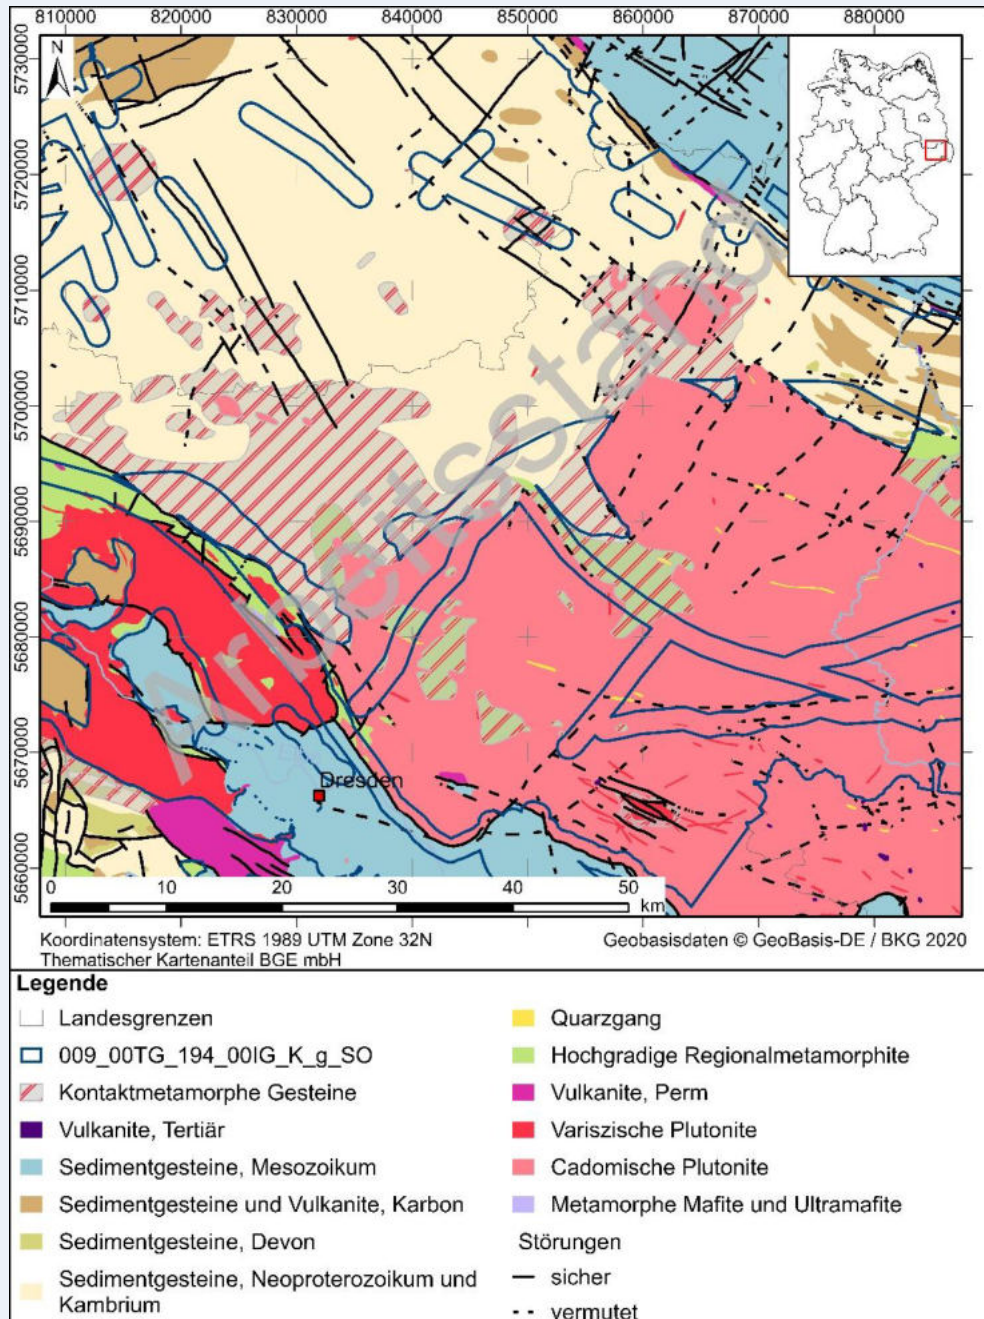 810000 820000 830000 840000 850000 860000 870000 880000
5730000
5720000
5710000
5700000
5690000
5680000
5670000
5660000
N
Arbeitsstand
Dresden
0 10 20 30 40 50
km
Koordinatensystem: ETRS 1989 UTM Zone 32N
Thematischer Kartenanteil BGE mbH
Geobasisdaten © GeoBasis-DE / BKG 2020
Legende
Landesgrenzen
009_00TG_194_00IG_K_g_SO
Kontaktmetamorphe Gesteine
Vulkanite, Tertiär
Sedimentgesteine, Mesozoikum
Sedimentgesteine und Vulkanite, Karbon
Sedimentgesteine, Devon
Sedimentgesteine, Neoproterozoikum und
Kambrium
Quarzgang
Hochgradige Regionalmetamorphite
Vulkanite, Perm
Variszische Plutonite
Cadomische Plutonite
Metamorphe Mafite und Ultramafite
Störungen
sicher
vermutet